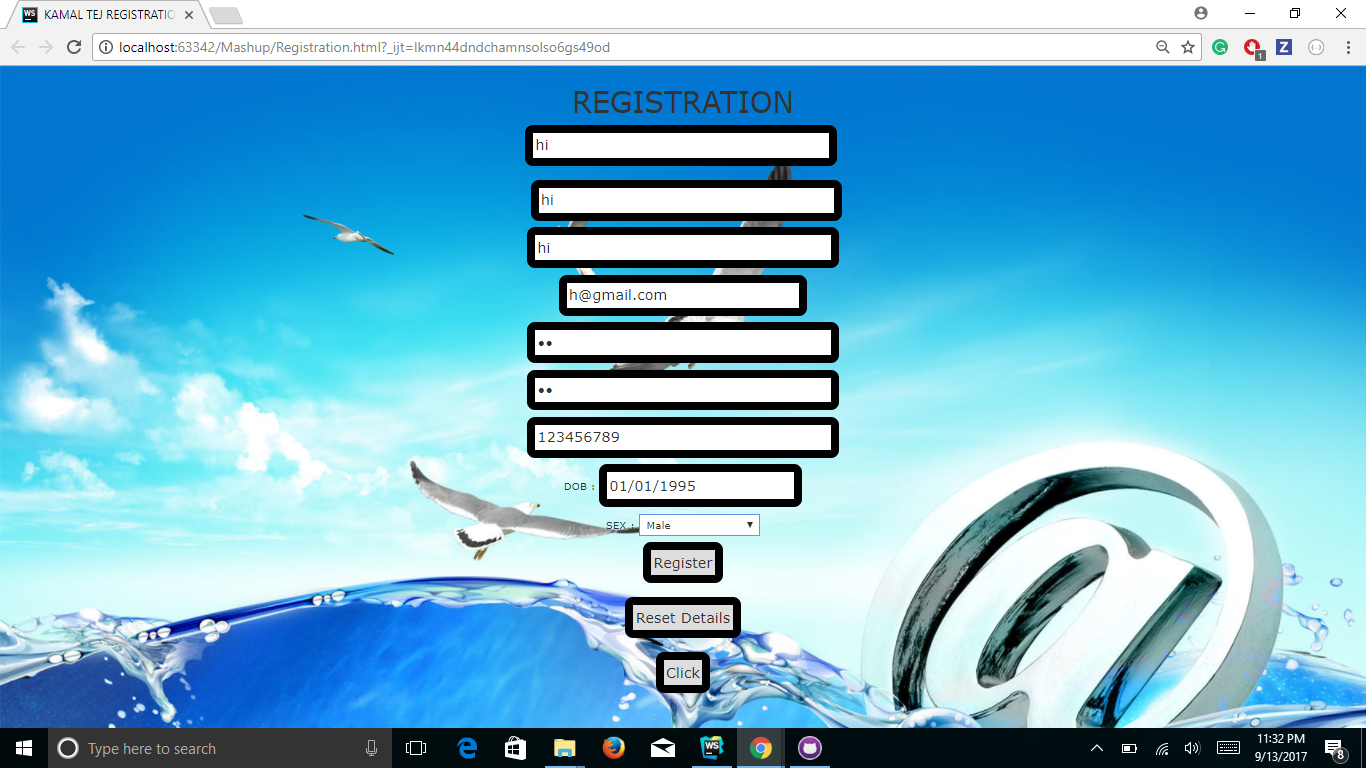 KAMAL TEJ REGISTRATIO
localhost:63342/Mashup/Registration.html?_ijt=lkmn44dndchamnsolso6gs49od
1
REGISTRATION
hi
hi
hi
h@gmail.com
••
••
123456789
DOB : 01/01/1995
SEX : Male
Register
Reset Details
Click
Type here to search
WS
11:32 PM
9/13/2017
8